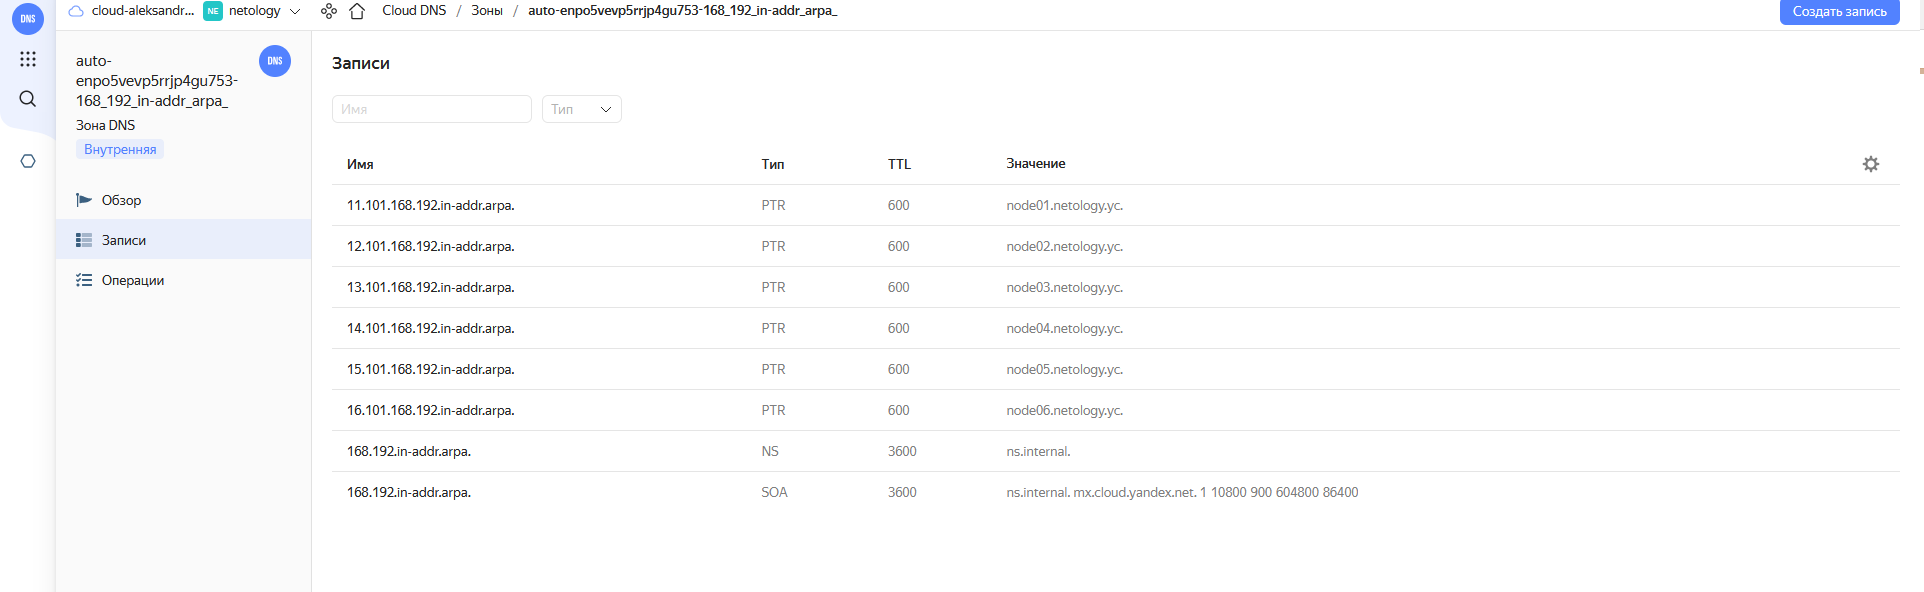 DNS
cloud-aleksandr... NE netology Cloud DNS / Зоны / auto-enpo5vevp5rrjp4gu753-168_192_in-addr_arpa_ Создать запись
auto-
enpo5vevp5rrjp4gu753-
168_192_in-addr_arpa_
DNS
Зона DNS
Внутренняя
Обзор
Записи
Операции
Записи
Имя Тип
Имя Тип TTL Значение
11.101.168.192.in-addr.arpa. PTR 600 node01.netology.yc.
12.101.168.192.in-addr.arpa. PTR 600 node02.netology.yc.
13.101.168.192.in-addr.arpa. PTR 600 node03.netology.yc.
14.101.168.192.in-addr.arpa. PTR 600 node04.netology.yc.
15.101.168.192.in-addr.arpa. PTR 600 node05.netology.yc.
16.101.168.192.in-addr.arpa. PTR 600 node06.netology.yc.
168.192.in-addr.arpa. NS 3600 ns.internal.
168.192.in-addr.arpa. SOA 3600 ns.internal. mx.cloud.yandex.net. 1 10800 900 604800 86400